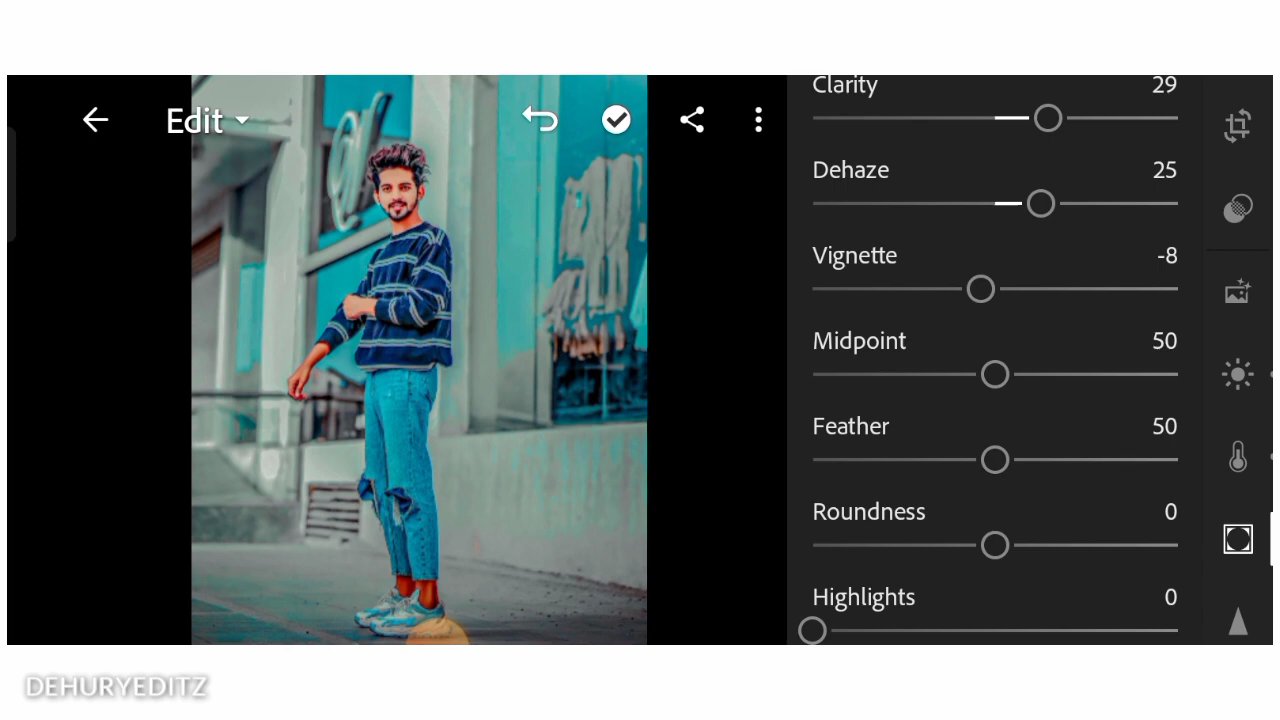 Edit
Clarity 29
Dehaze 25
Vignette -8
Midpoint 50
Feather 50
Roundness 0
Highlights 0
DEHURYEDITZ